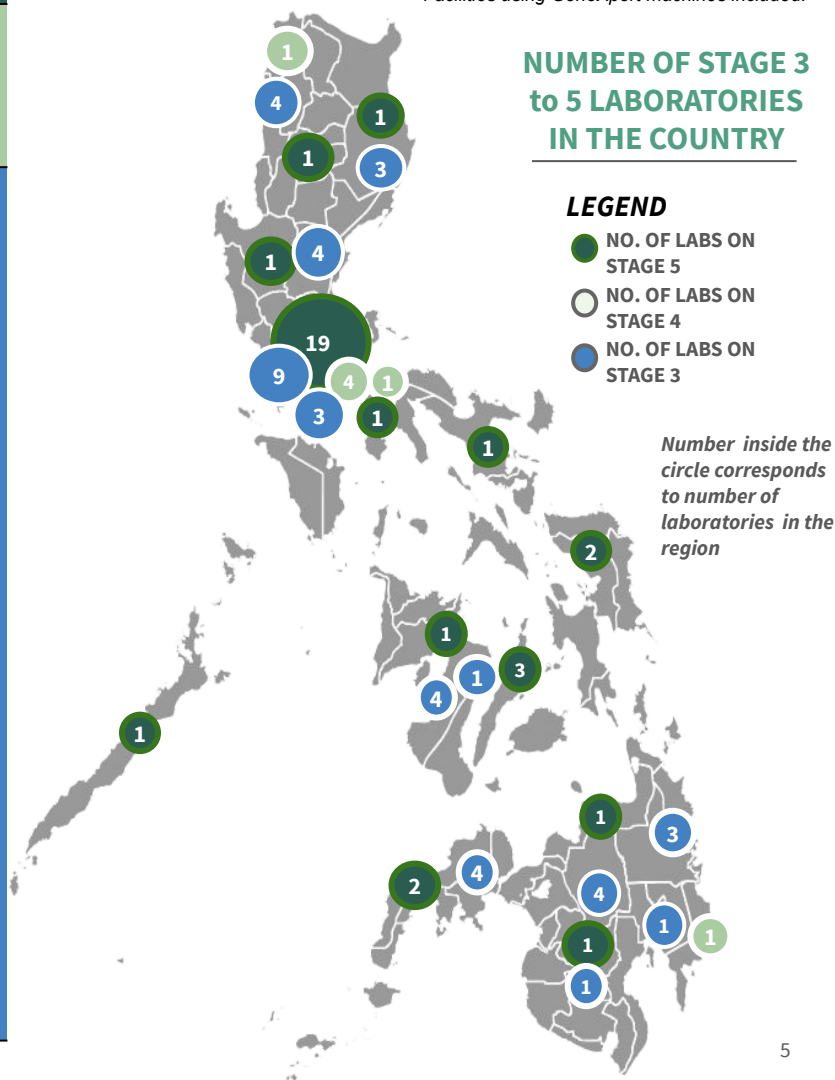 NUMBER OF STAGE 3
to 5 LABORATORIES
IN THE COUNTRY
LEGEND
NO. OF LABS ON
STAGE 5
NO. OF LABS ON
STAGE 4
NO. OF LABS ON
STAGE 3
Number inside the
circle corresponds
to number of
laboratories in the
region
1
4
1
1
3
4
1
19
9
4
1
3
1
1
2
1
3
1
4
1
1
3
4
2
4
1
1
1
1
5